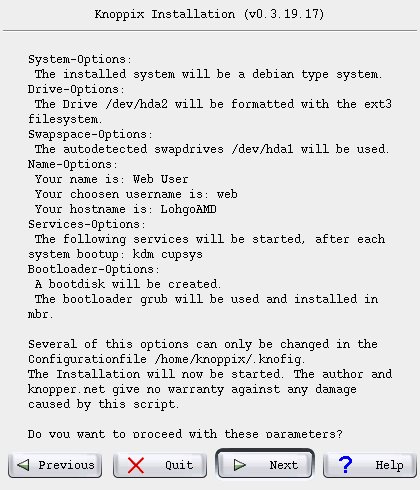 Knoppix Installation (v0.3.19.17)
System-Options:
The installed system will be a debian type system.
Drive-Options:
The Drive /dev/hda2 will be formatted with the ext3
filesystem.
Swapspace-Options:
The autodetected swapdrives /dev/hda1 will be used.
Name-Options:
Your name is: Web User
Your choosen username is: web
Your hostname is: LohgoAMD
Services-Options:
The following services will be started, after each
system bootup: kdm cupsys
Bootloader-Options:
A bootdisk will be created.
The bootloader grub will be used and installed in
mbr.
Several of this options can only be changed in the
Configurationfile /home/knoppix/.knofig.
The Installation will now be started. The author and
knopper.net give no warranty against any damage
caused by this script.
Do you want to proceed with these parameters?
Previous
Quit
Next
Help